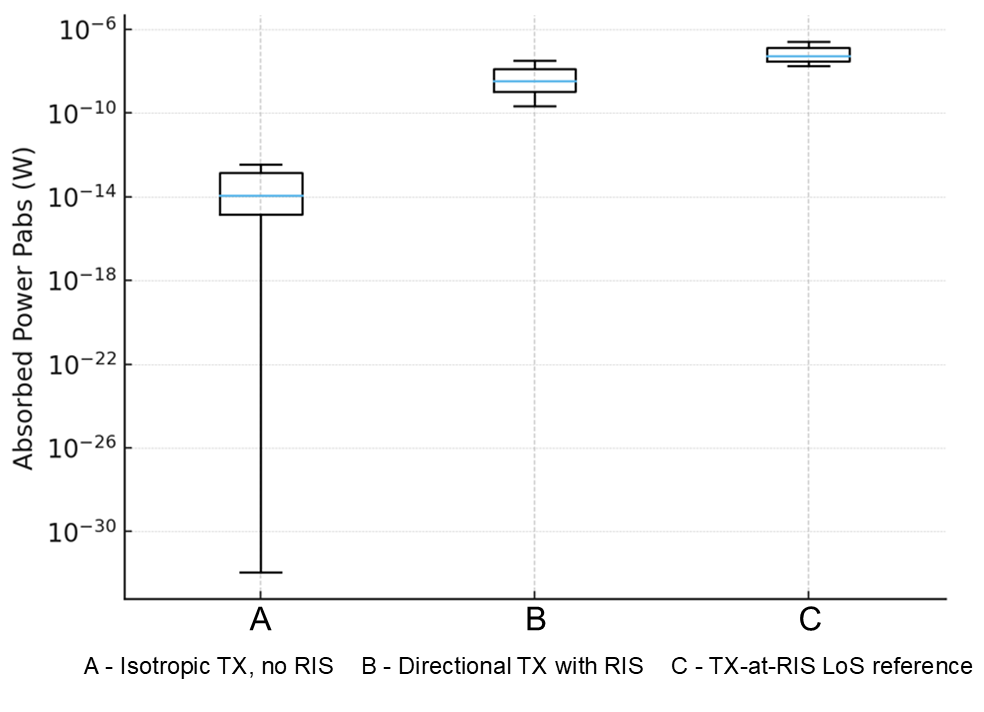 Absorbed Power Pabs (W)
10⁻⁶
10⁻¹⁰
10⁻¹⁴
10⁻¹⁸
10⁻²²
10⁻²⁶
10⁻³⁰
A B C
A - Isotropic TX, no RIS B - Directional TX with RIS C - TX-at-RIS LoS reference